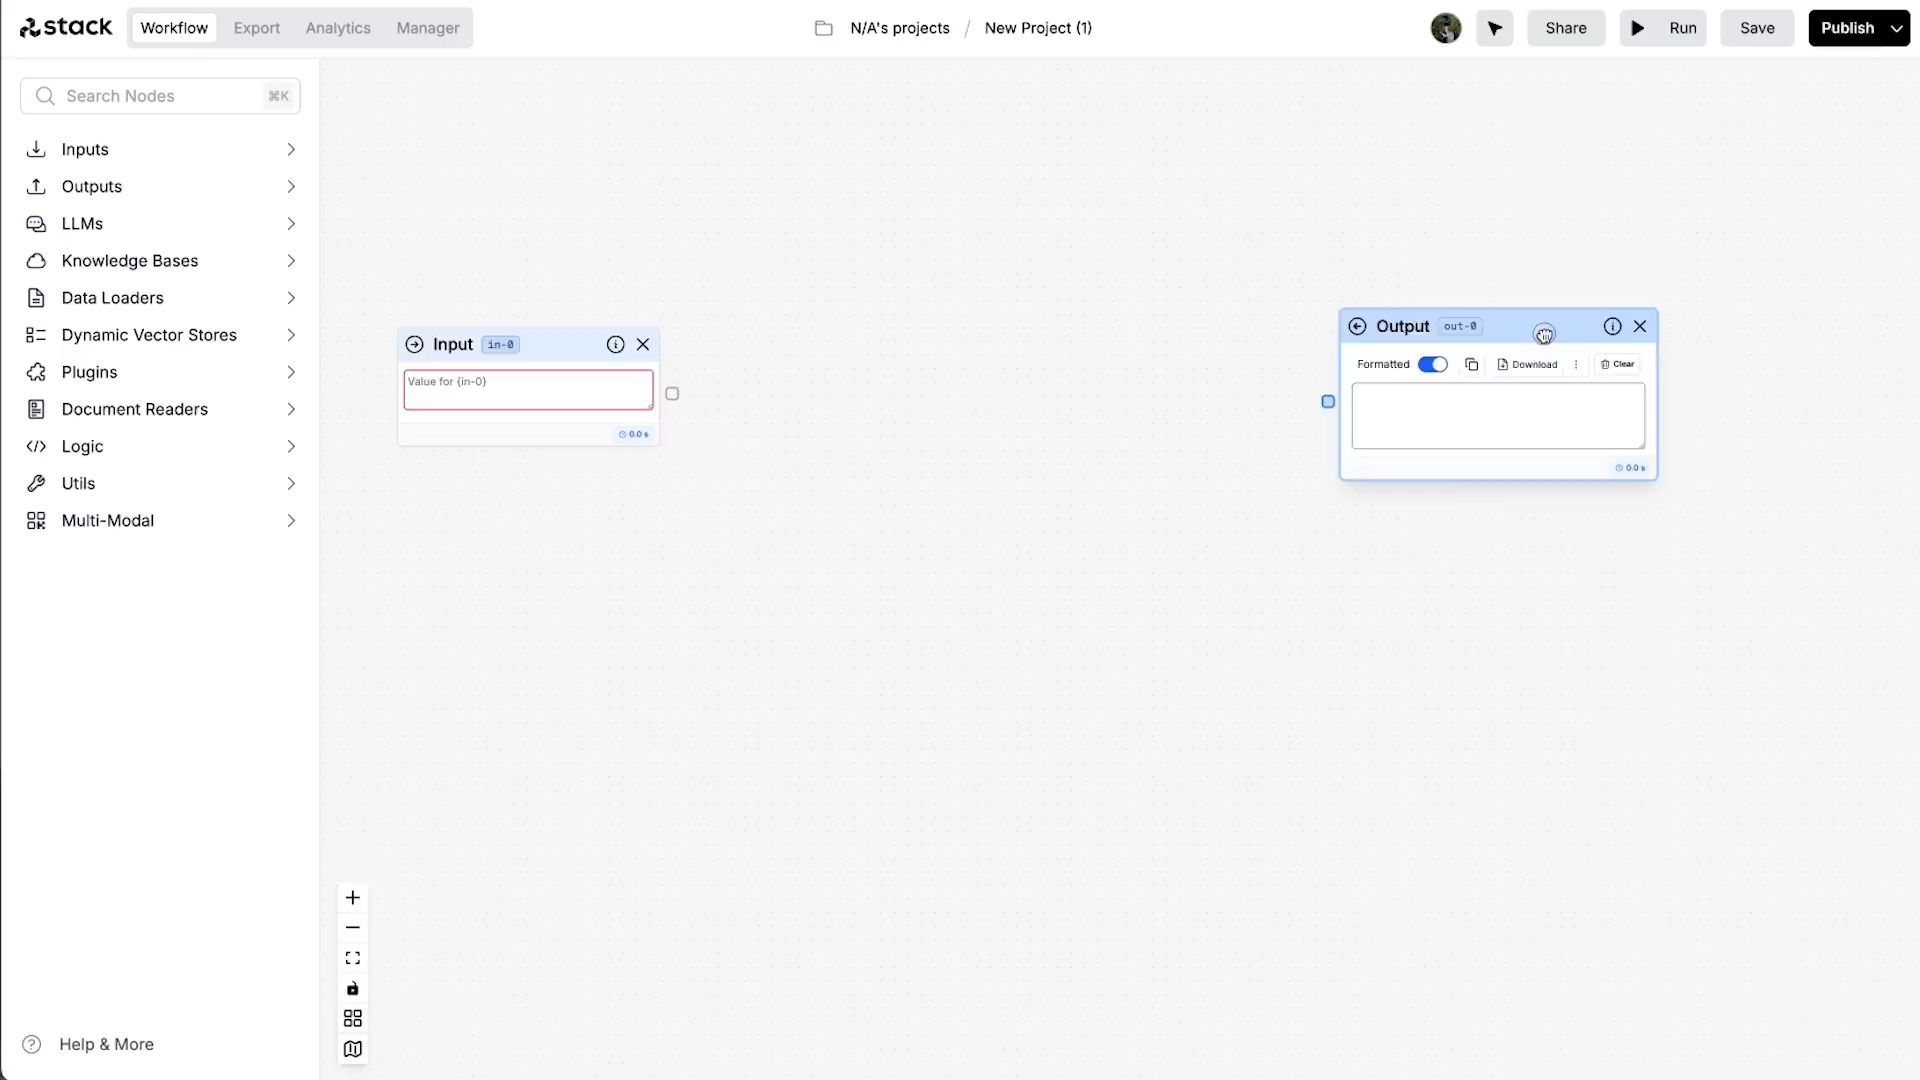 stack
Workflow Export Analytics Manager
N/A's projects / New Project (1)
Share Run Save Publish
Search Nodes ⌘K
Inputs
Outputs
LLMs
Knowledge Bases
Data Loaders
Dynamic Vector Stores
Plugins
Document Readers
Logic
Utils
Multi-Modal
Help & More
Input in-0
Value for {in-0}
0.0 s
Output out-0
Formatted Download Clear
0.0 s